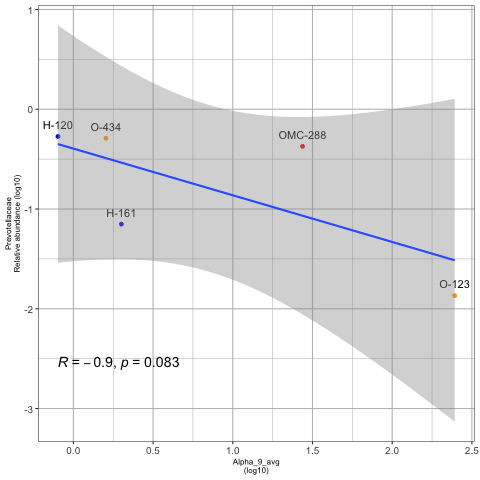 1
H-120
O-434
OMC-288
0
H-161
-1
O-123
-2
R = −0.9, p = 0.083
-3
Prevotellaceae
Relative abundance (log10)
0.0 0.5 1.0 1.5 2.0 2.5
Alpha_9_avg
(log10)